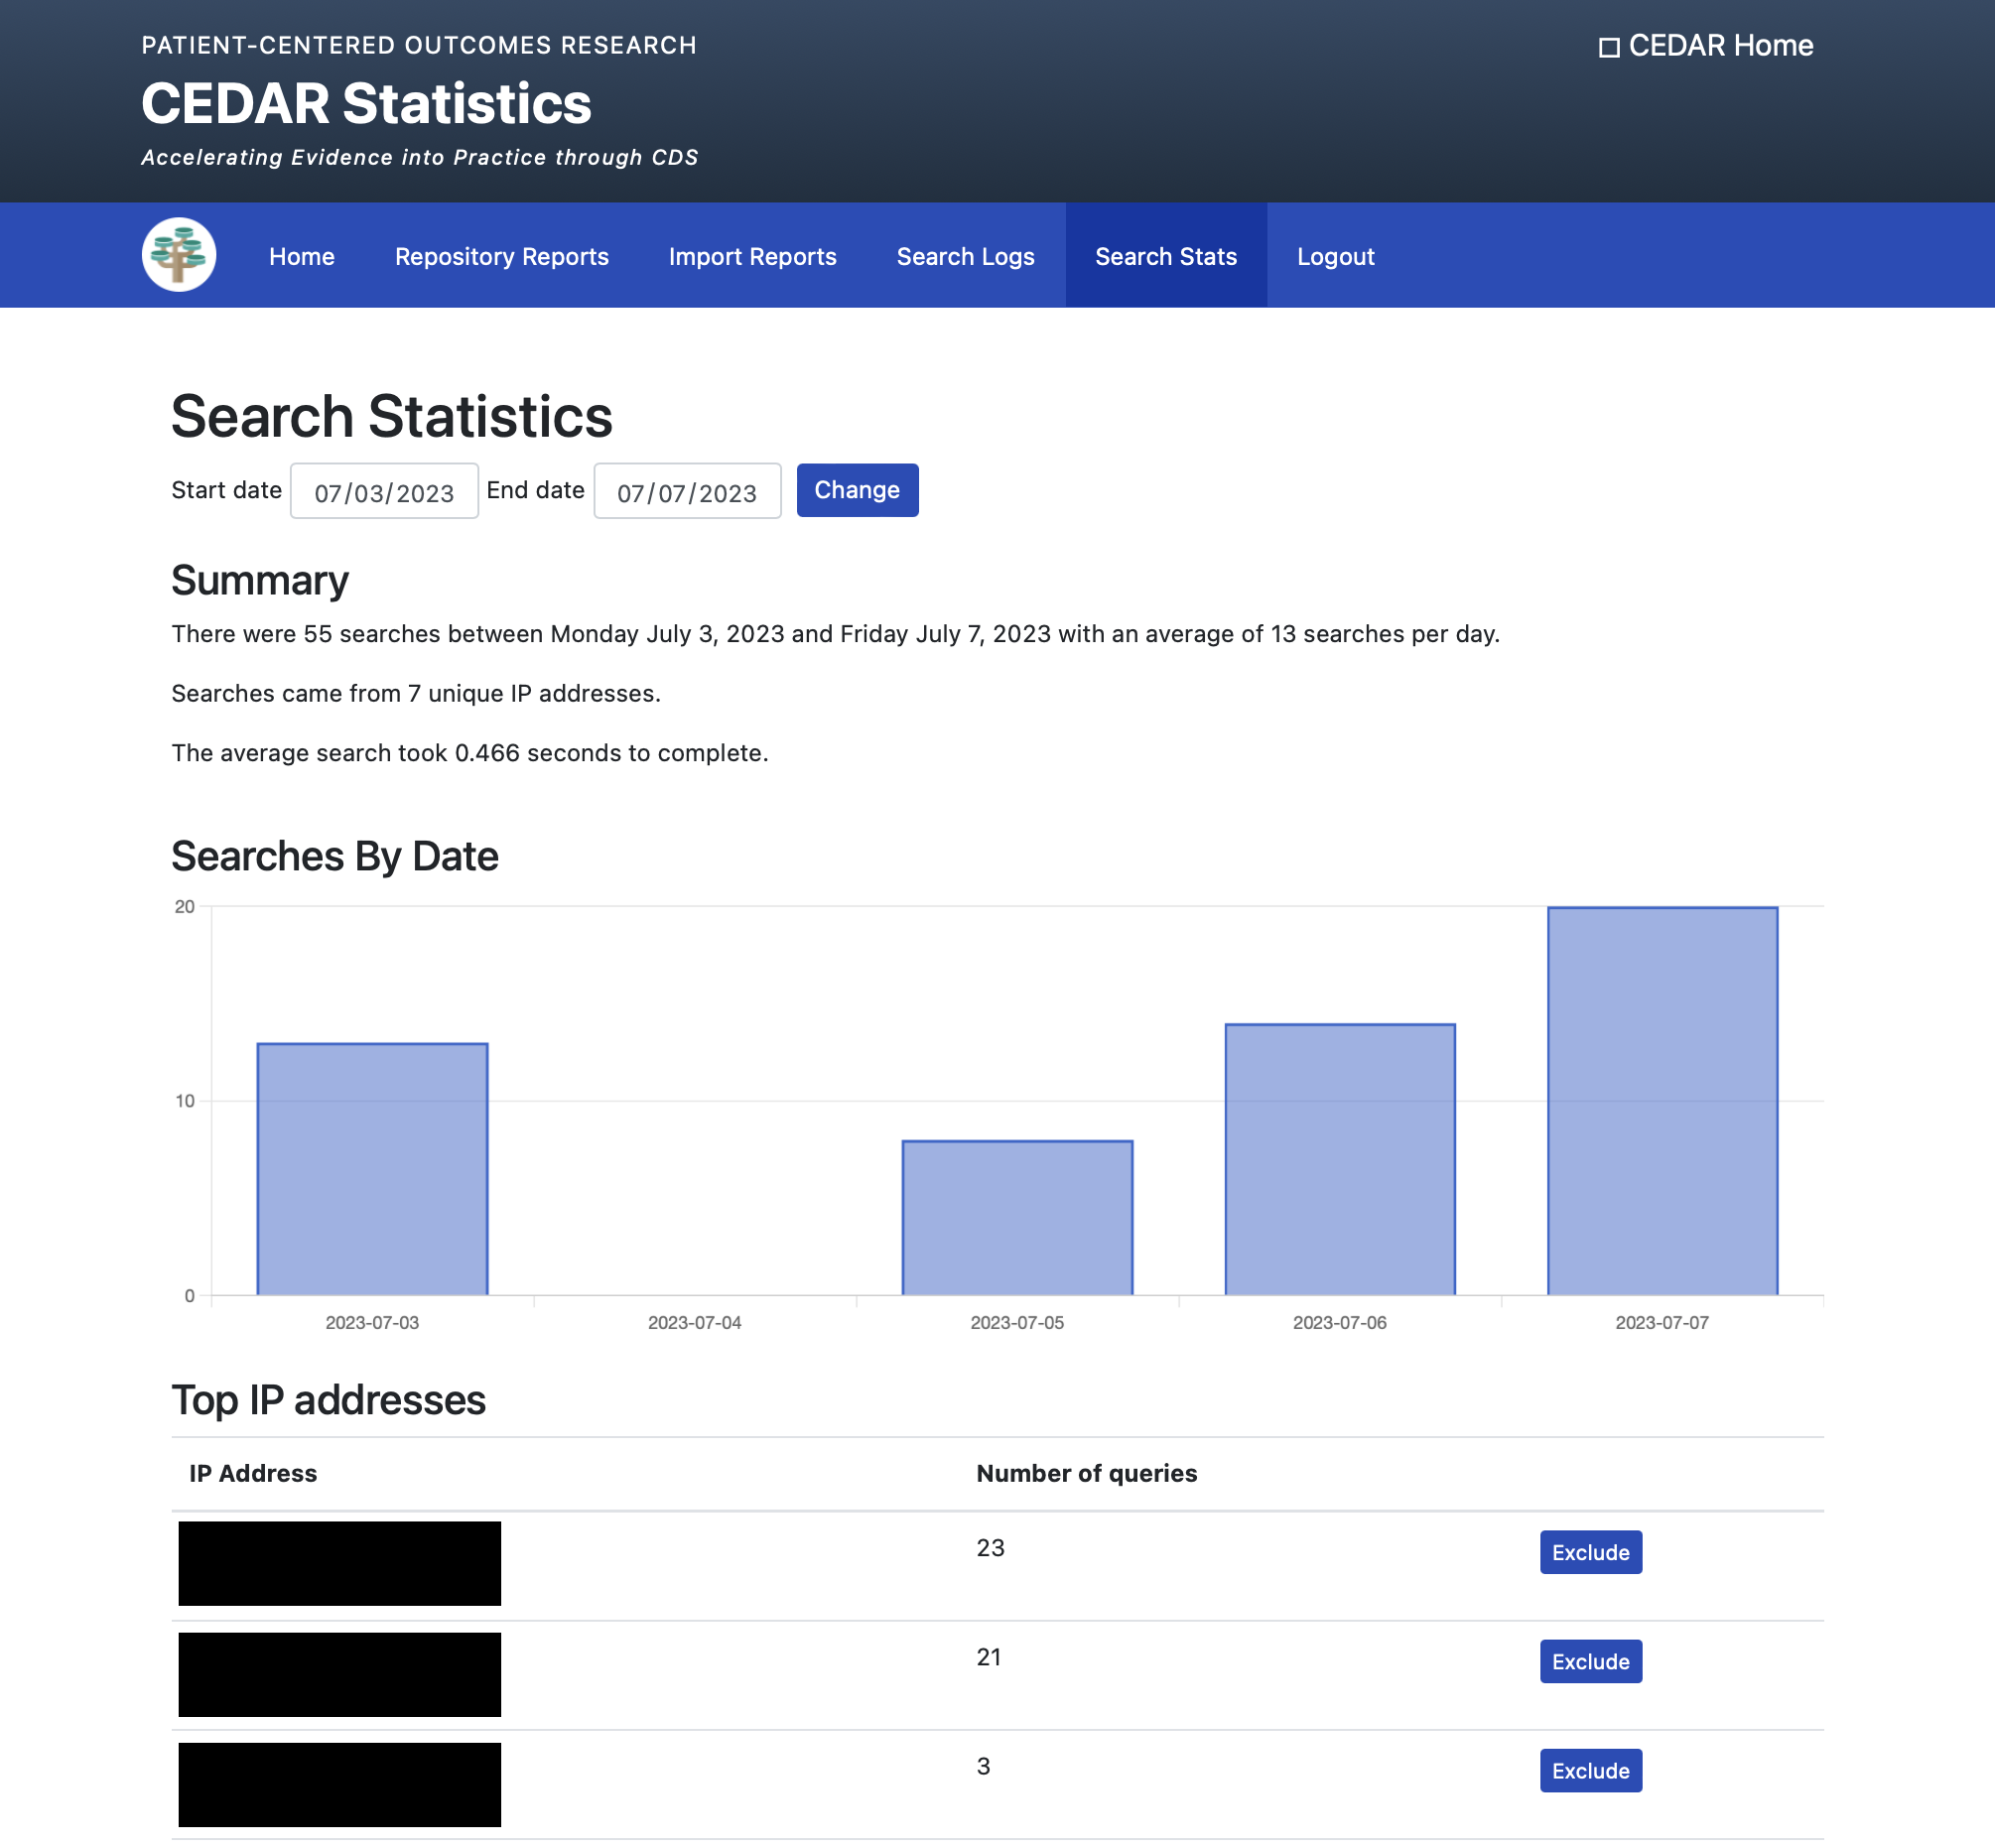 PATIENT-CENTERED OUTCOMES RESEARCH
CEDAR Home
CEDAR Statistics
Accelerating Evidence into Practice through CDS
Home Repository Reports Import Reports Search Logs Search Stats Logout
Search Statistics
Start date 07/03/2023 End date 07/07/2023 Change
Summary
There were 55 searches between Monday July 3, 2023 and Friday July 7, 2023 with an average of 13 searches per day.
Searches came from 7 unique IP addresses.
The average search took 0.466 seconds to complete.
Searches By Date
20
10
0
2023-07-03 2023-07-04 2023-07-05 2023-07-06 2023-07-07
Top IP addresses
IP Address Number of queries
23 Exclude
21 Exclude
3 Exclude